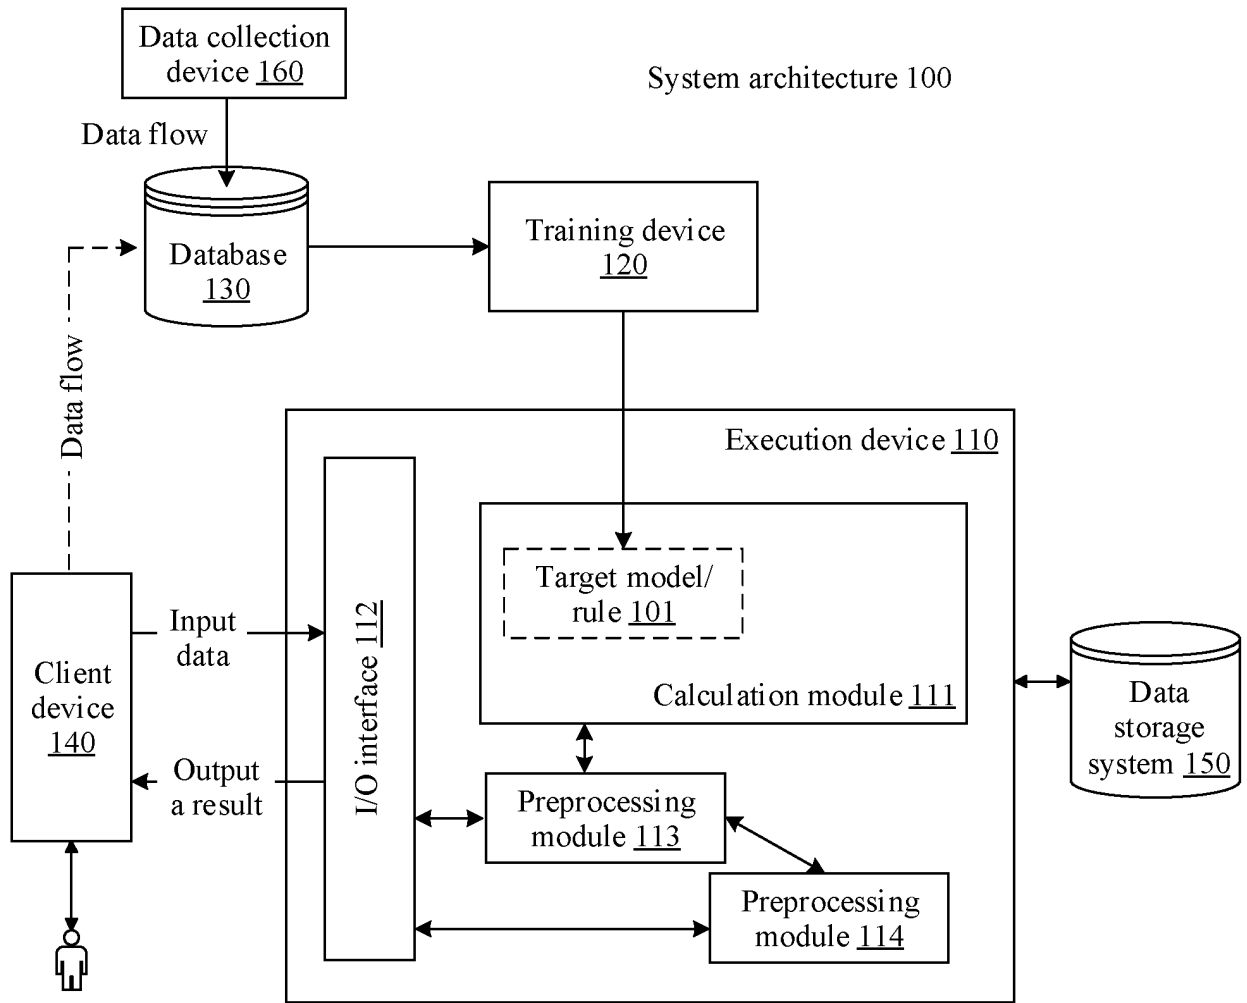 Data collection
device 160
System architecture 100
Data flow
Database
130
Training device
120
Data flow
Execution device 110
Target model/
rule 101
Calculation module 111
I/O interface 112
Input
data
Client
device
140
Output
a result
Data
storage
system 150
Preprocessing
module 113
Preprocessing
module 114